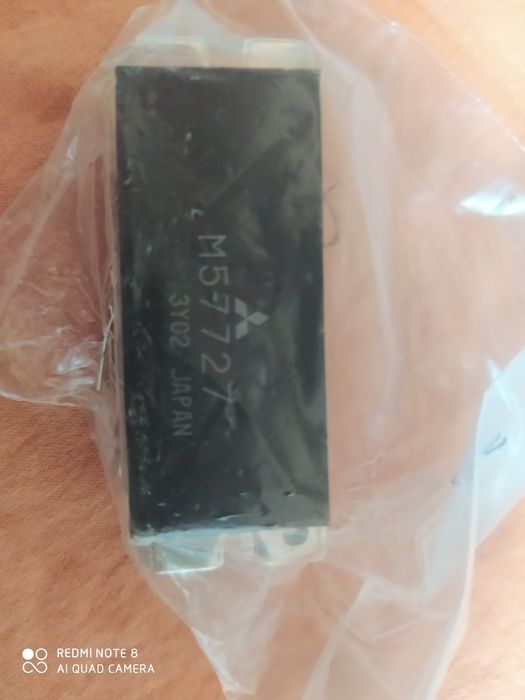 M57727
3Y02 JAPAN
REDMI NOTE 8
AI QUAD CAMERA